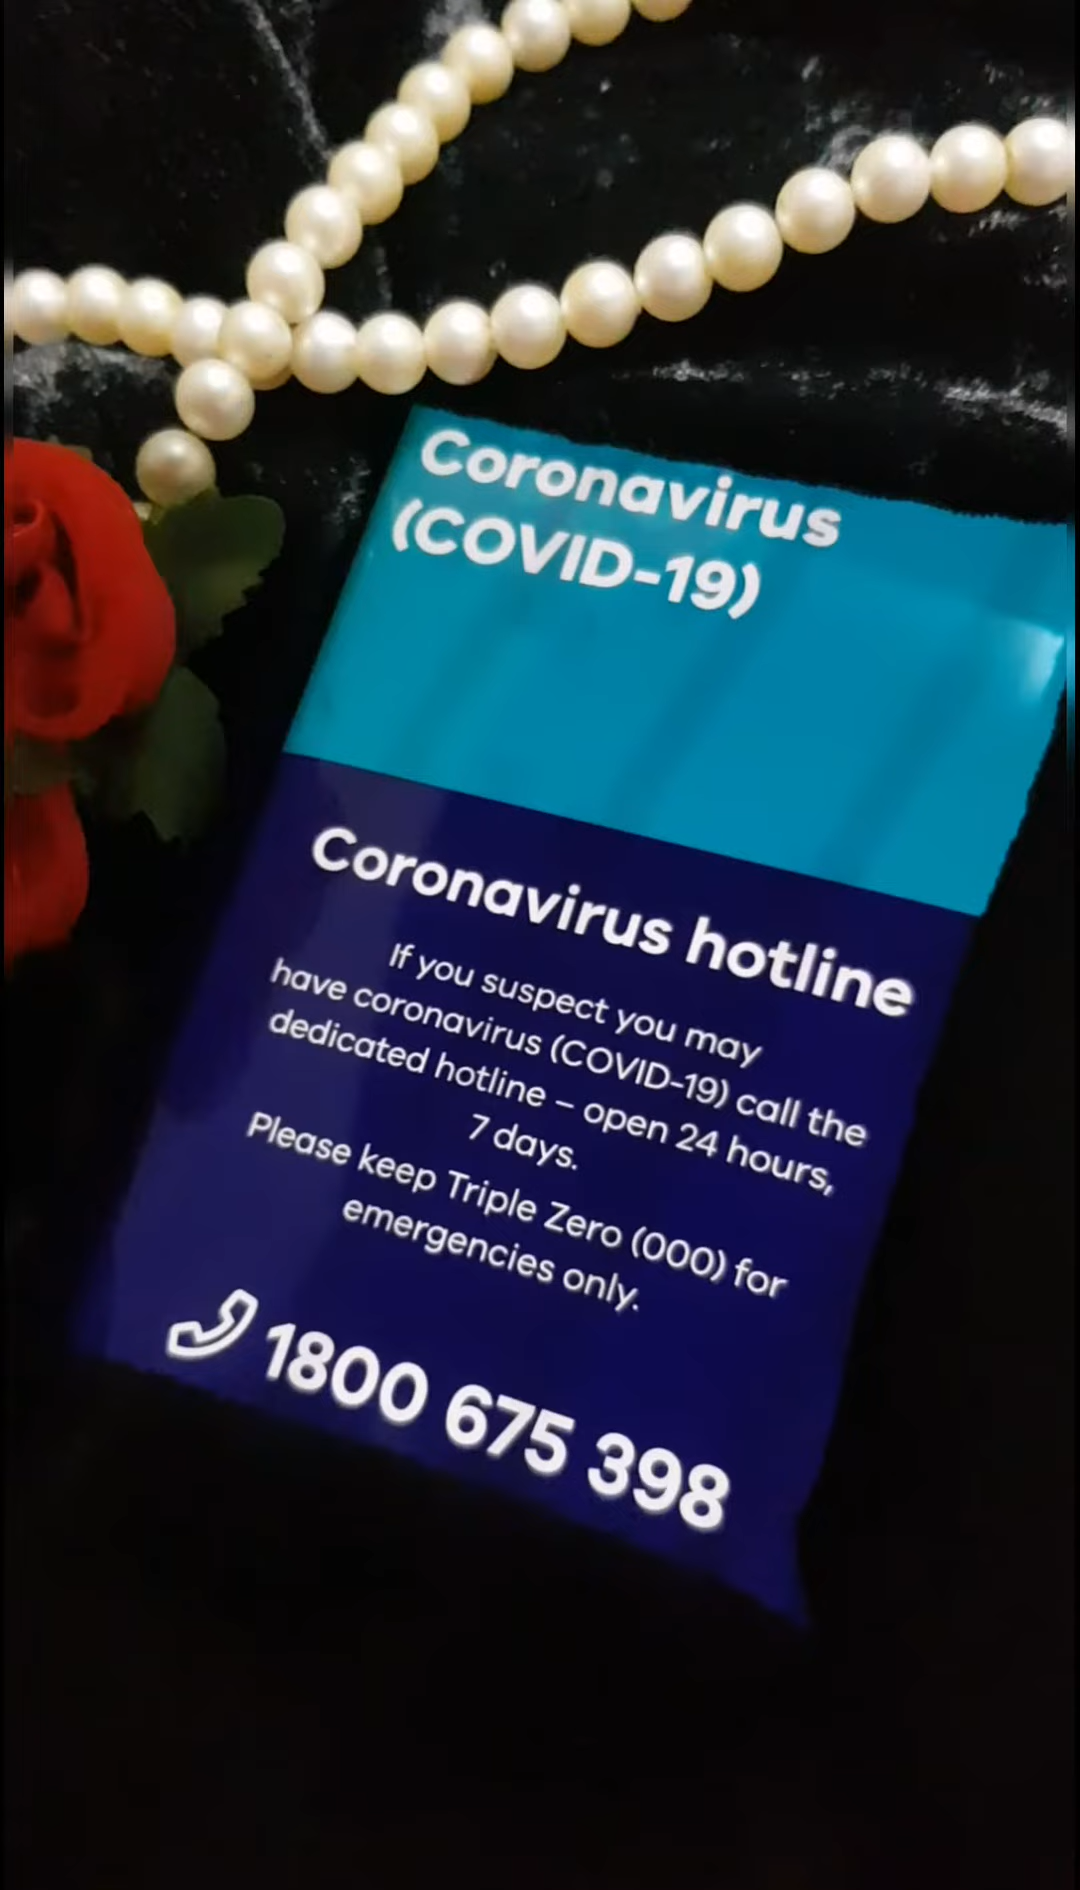 Coronavirus
(COVID-19)
Coronavirus hotline
If you suspect you may
have coronavirus (COVID-19) call the
dedicated hotline – open 24 hours,
7 days.
Please keep Triple Zero (000) for
emergencies only.
1800 675 398